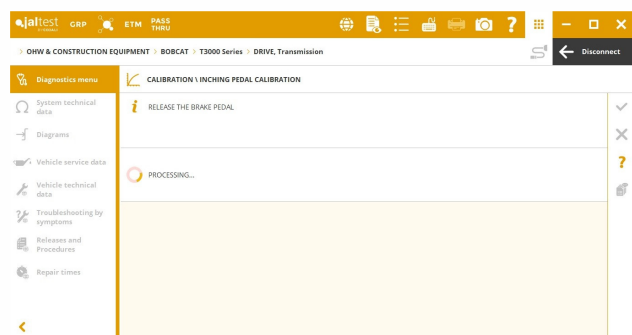 jaltest GRP ETM PASS THRU ?
> OHW & CONSTRUCTION EQUIPMENT > BOBCAT > T3000 Series > DRIVE, Transmission
Disconnect
Diagnostics menu
CALIBRATION \ INCHING PEDAL CALIBRATION
System technical
data
i RELEASE THE BRAKE PEDAL
Diagrams
Vehicle service data
PROCESSING...
?
Vehicle technical
data
Troubleshooting by
symptoms
Releases and
Procedures
Repair times